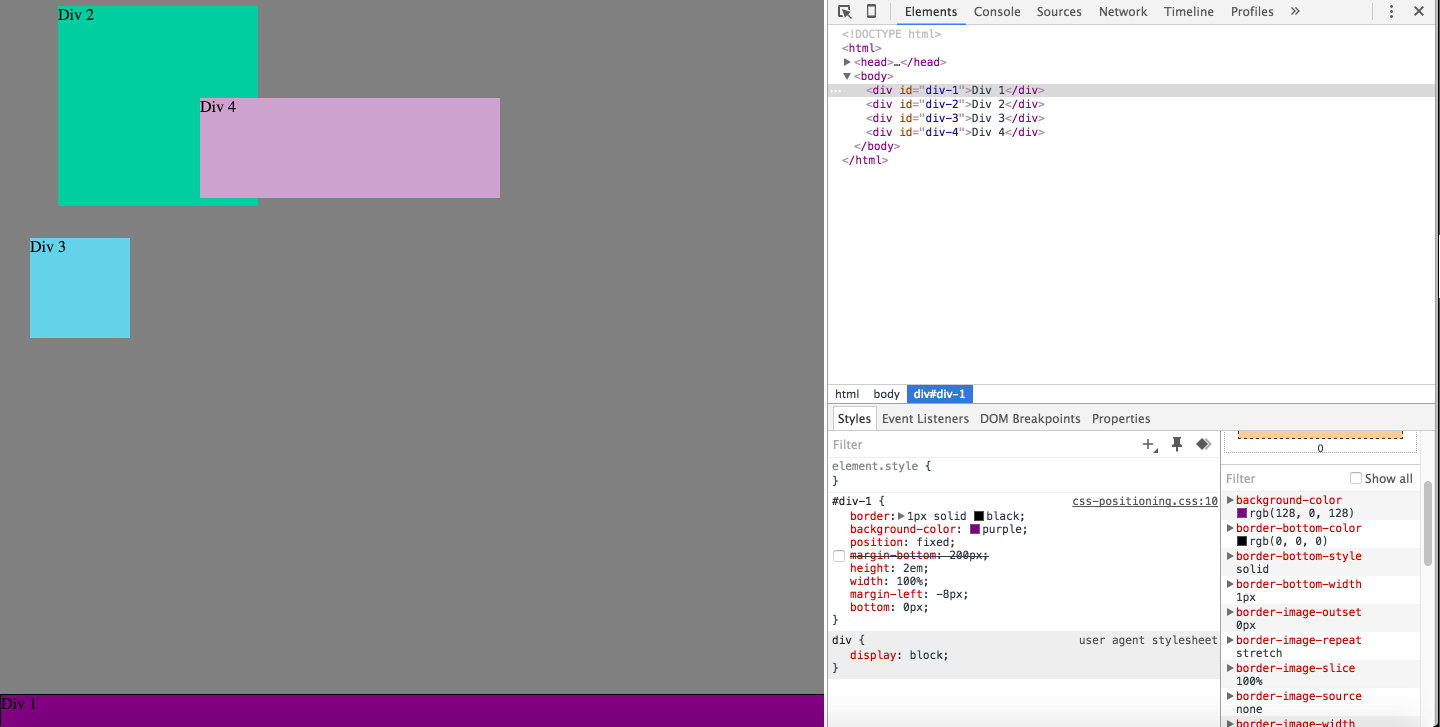 Div 2
Div 4
Div 3
Div 1
Elements Console Sources Network Timeline Profiles »
<!DOCTYPE html>
<html>
▶<head>…</head>
▼<body>
… <div id="div-1">Div 1</div>
<div id="div-2">Div 2</div>
<div id="div-3">Div 3</div>
<div id="div-4">Div 4</div>
</body>
</html>
html body div#div-1
Styles Event Listeners DOM Breakpoints Properties
Filter
element.style {
}
#div-1 { css-positioning.css:10
border:▶1px solid black;
background-color: purple;
position: fixed;
margin-bottom: 200px;
height: 2em;
width: 100%;
margin-left: -8px;
bottom: 0px;
}
div { user agent stylesheet
display: block;
}
0
Filter Show all
▶background-color
rgb(128, 0, 128)
▶border-bottom-color
rgb(0, 0, 0)
▶border-bottom-style
solid
▶border-bottom-width
1px
▶border-image-outset
0px
▶border-image-repeat
stretch
▶border-image-slice
100%
▶border-image-source
none
▶border-image-width